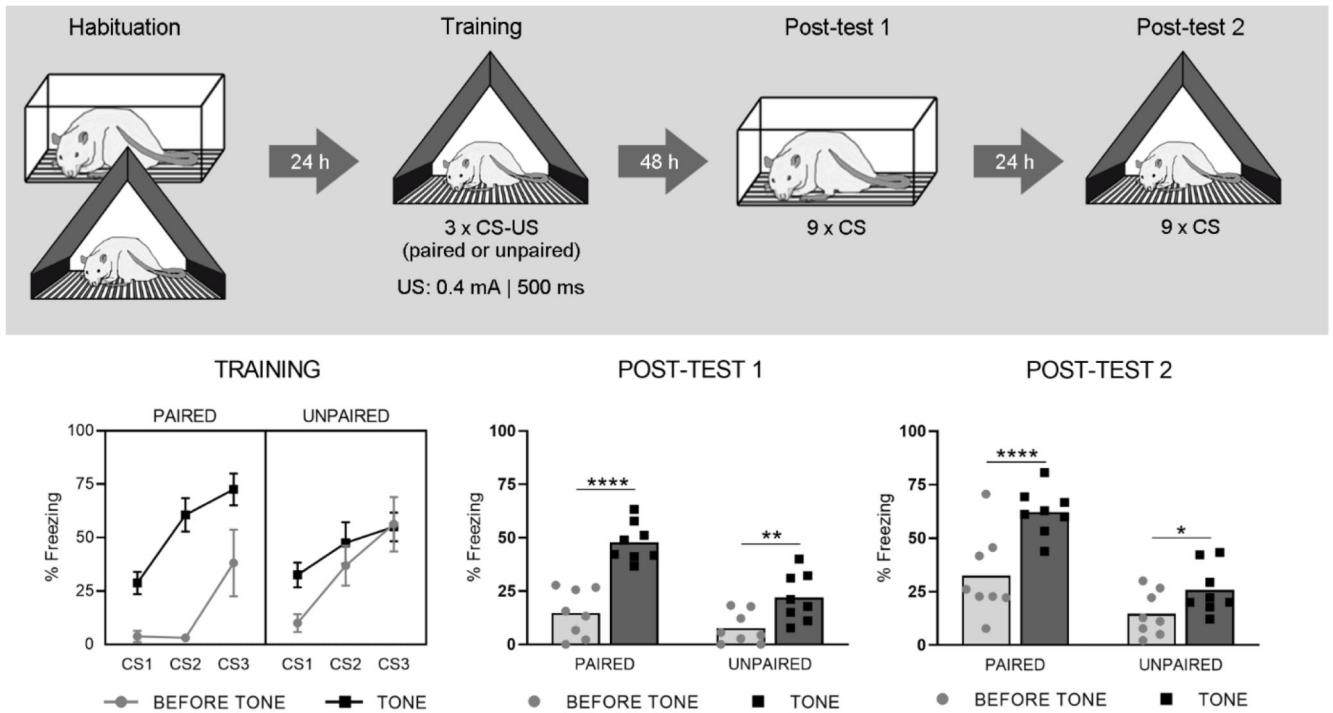 Habituation
Training
Post-test 1
Post-test 2
24 h
48 h
24 h
3 x CS-US
(paired or unpaired)
US: 0.4 mA | 500 ms
9 x CS
9 x CS
TRAINING
PAIRED
UNPAIRED
% Freezing
100
75
50
25
0
CS1
CS2
CS3
CS1
CS2
CS3
BEFORE TONE
TONE
POST-TEST 1
% Freezing
100
75
50
25
0
****
**
PAIRED
UNPAIRED
BEFORE TONE
TONE
POST-TEST 2
% Freezing
100
75
50
25
0
****
*
PAIRED
UNPAIRED
BEFORE TONE
TONE